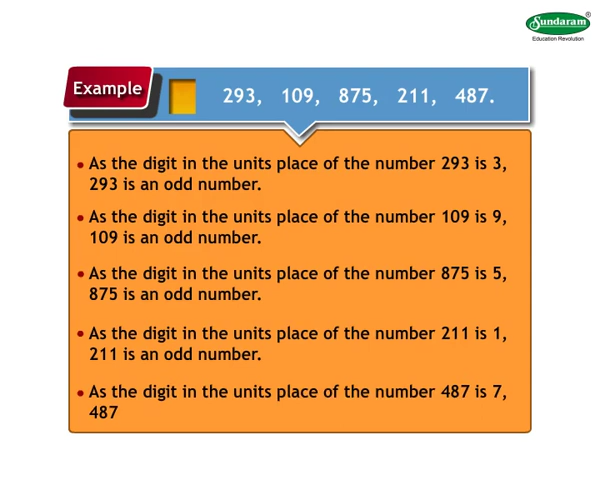 Sundaram
®
Education Revolution
Example
293, 109, 875, 211, 487.
• As the digit in the units place of the number 293 is 3,
293 is an odd number.
• As the digit in the units place of the number 109 is 9,
109 is an odd number.
• As the digit in the units place of the number 875 is 5,
875 is an odd number.
• As the digit in the units place of the number 211 is 1,
211 is an odd number.
• As the digit in the units place of the number 487 is 7,
487